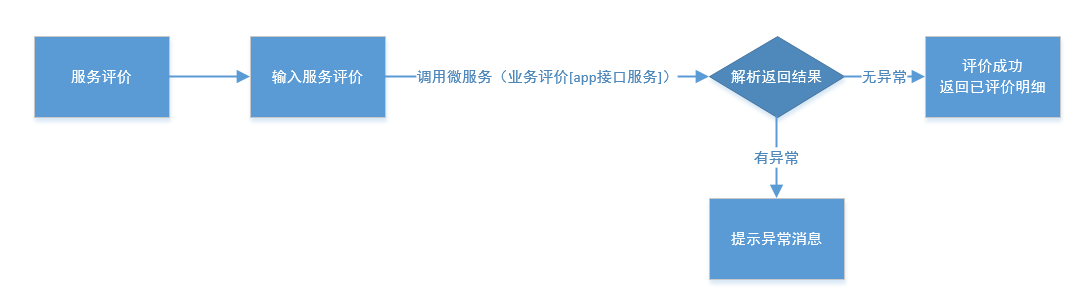 服务评价
输入服务评价
调用微服务（业务评价[app接口服务]）
解析返回结果
无异常
评价成功
返回已评价明细
有异常
提示异常消息